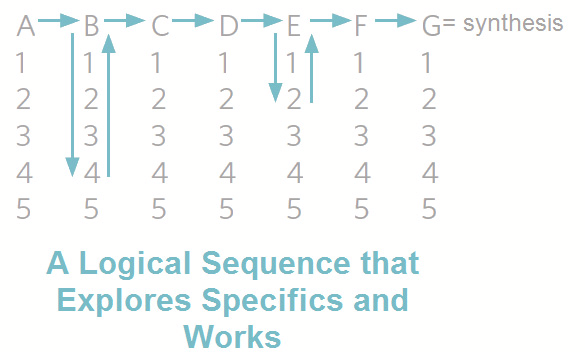 A B C D E F G = synthesis
1 1 1 1 1 1 1
2 2 2 2 2 2 2
3 3 3 3 3 3 3
4 4 4 4 4 4 4
5 5 5 5 5 5 5
A Logical Sequence that
Explores Specifics and
Works